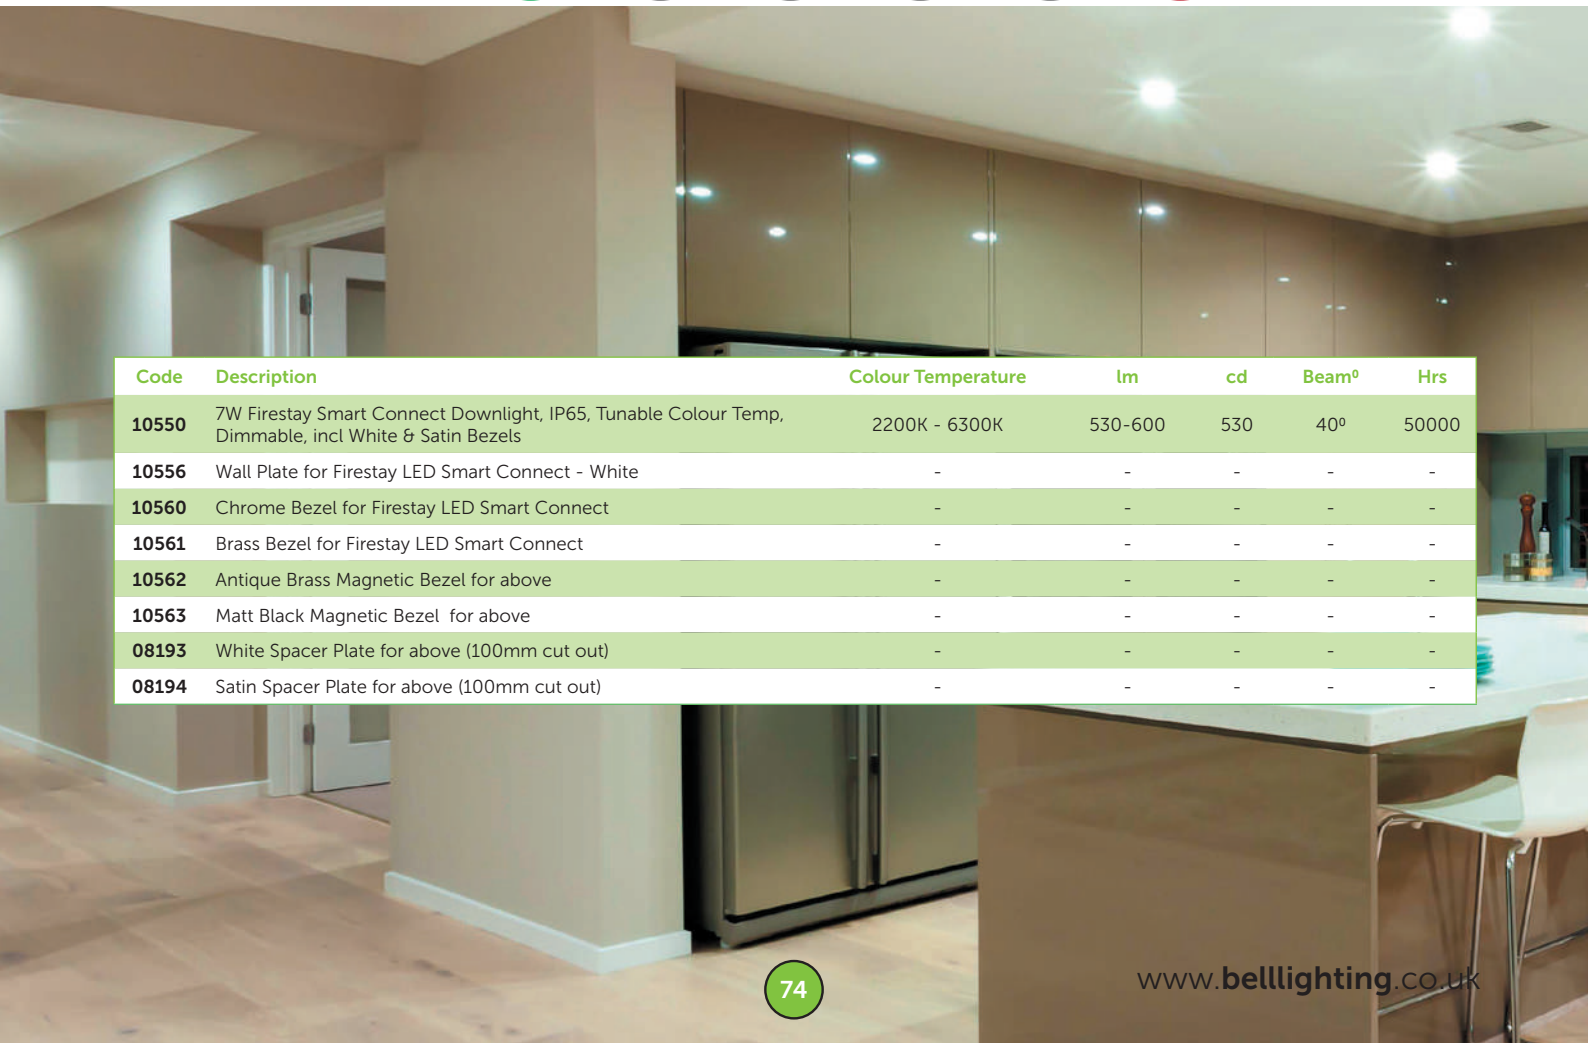 Code Description Colour Temperature lm cd Beam⁰ Hrs
10550 7W Firestay Smart Connect Downlight, IP65, Tunable Colour Temp, 2200K - 6300K 530-600 530 40⁰ 50000
Dimmable, incl White & Satin Bezels
10556 Wall Plate for Firestay LED Smart Connect - White - - - - -
10560 Chrome Bezel for Firestay LED Smart Connect - - - - -
10561 Brass Bezel for Firestay LED Smart Connect - - - - -
10562 Antique Brass Magnetic Bezel for above - - - - -
10563 Matt Black Magnetic Bezel for above - - - - -
08193 White Spacer Plate for above (100mm cut out) - - - - -
08194 Satin Spacer Plate for above (100mm cut out) - - - - -
74
www.belllighting.co.uk